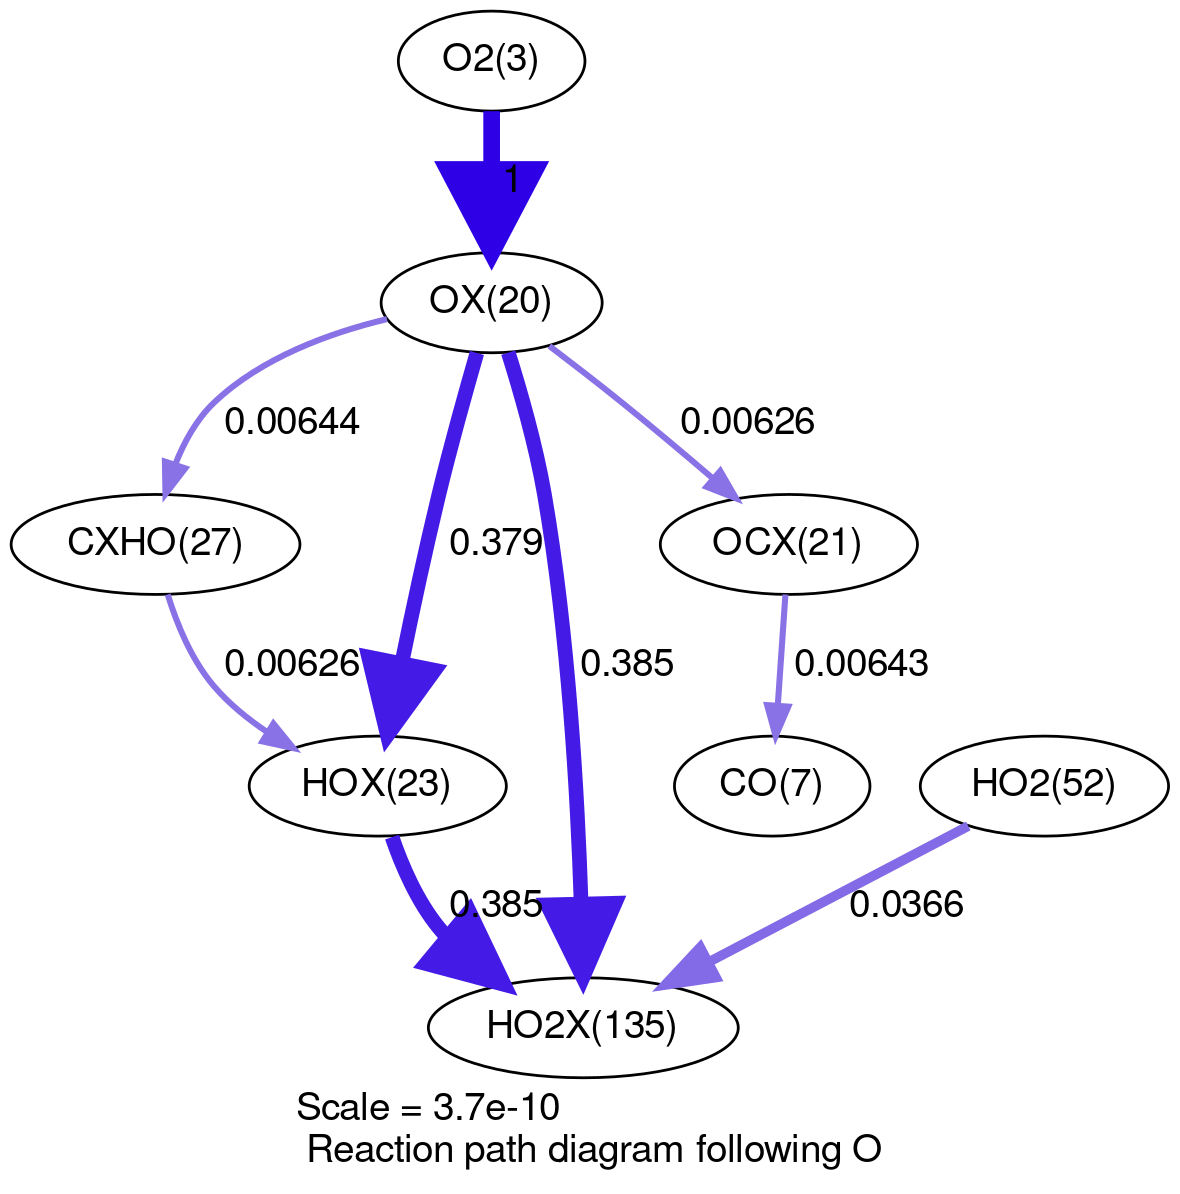 O2(3)
1
OX(20)
0.00644
0.00626
CXHO(27)
0.379
OCX(21)
0.00626
0.385
0.00643
HOX(23)
CO(7)
HO2(52)
0.385
0.0366
HO2X(135)
Scale = 3.7e-10
Reaction path diagram following O